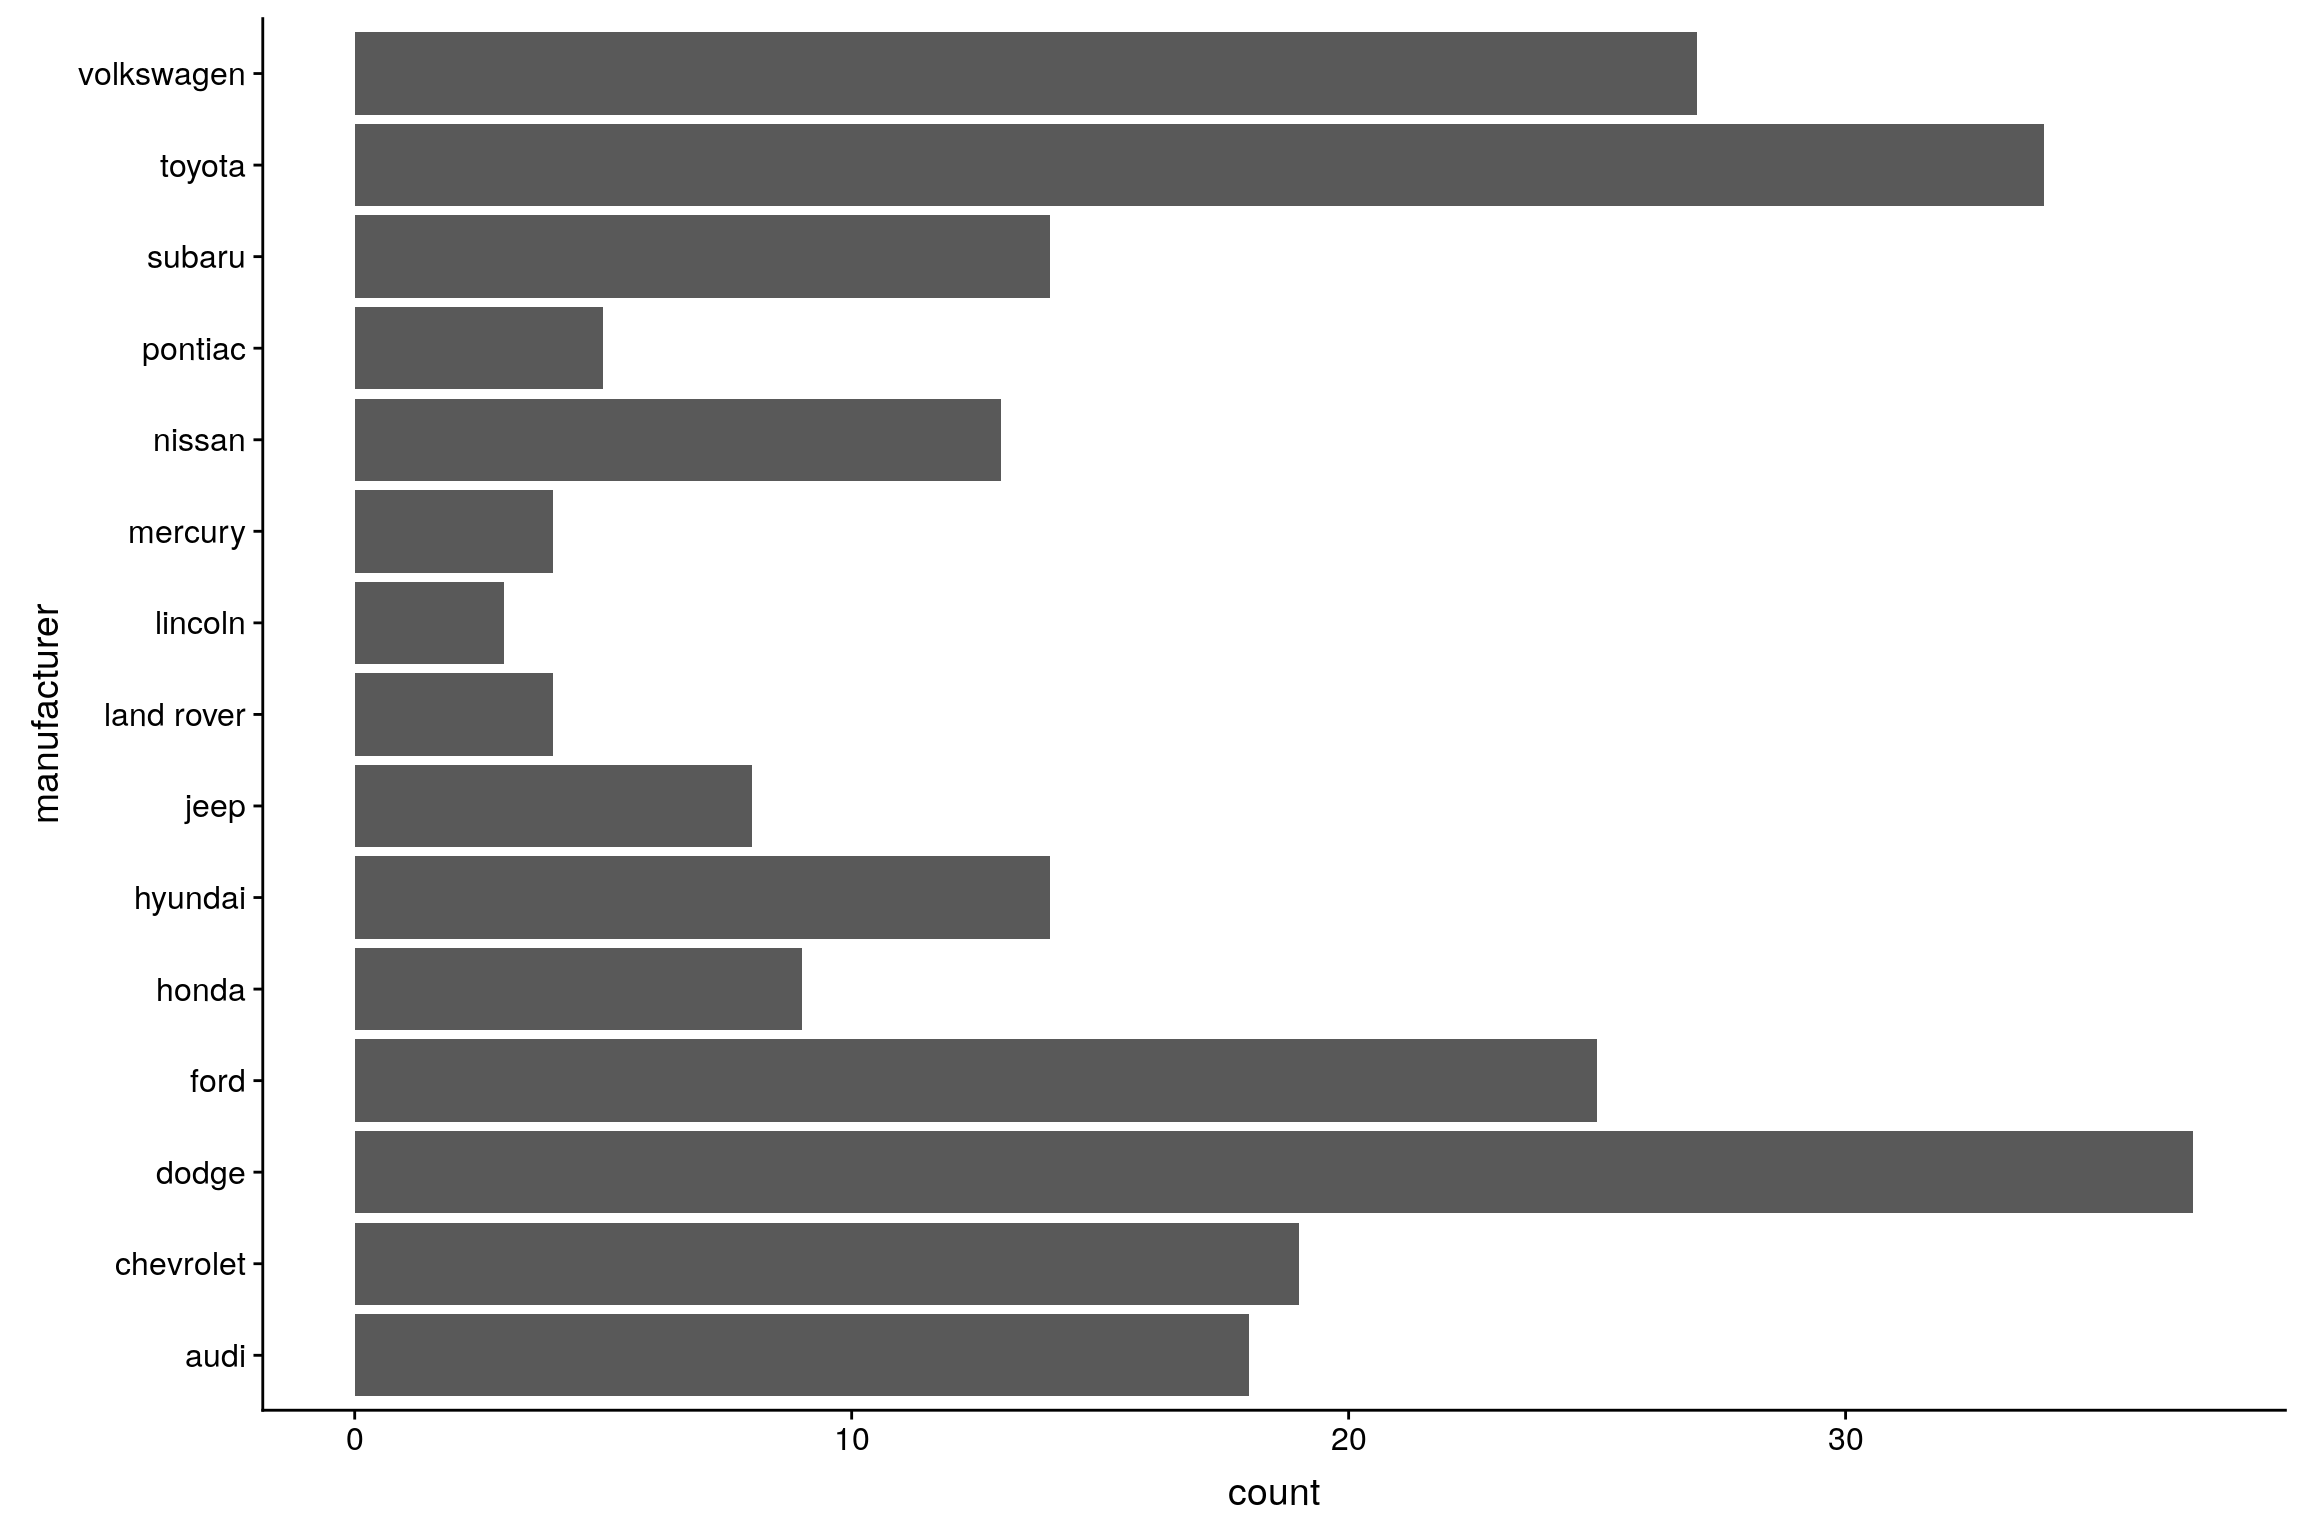 volkswagen
toyota
subaru
pontiac
nissan
mercury
lincoln
land rover
jeep
hyundai
honda
ford
dodge
chevrolet
audi
manufacturer
0 10 20 30
count